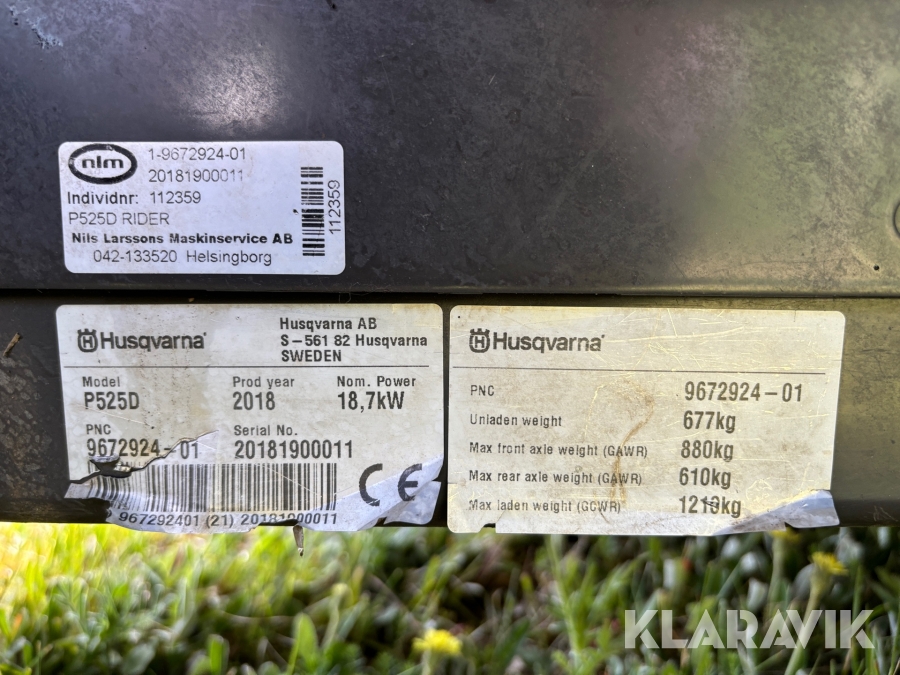 nlm
1-9672924-01
20181900011
Individnr: 112359
P525D RIDER
Nils Larssons Maskinservice AB
042-133520 Helsingborg
112359
Husqvarna
Husqvarna AB
S-561 82 Husqvarna
SWEDEN
Model Prod year Nom. Power
P525D 2018 18,7kW
PNC Serial No.
9672924-01 20181900011
CE
967292401 (21) 20181900011
Husqvarna
PNC 9672924-01
Unladen weight 677kg
Max front axle weight (GAWR) 880kg
Max rear axle weight (GAWR) 610kg
Max laden weight (GCWR) 1210kg
KLARAVIK